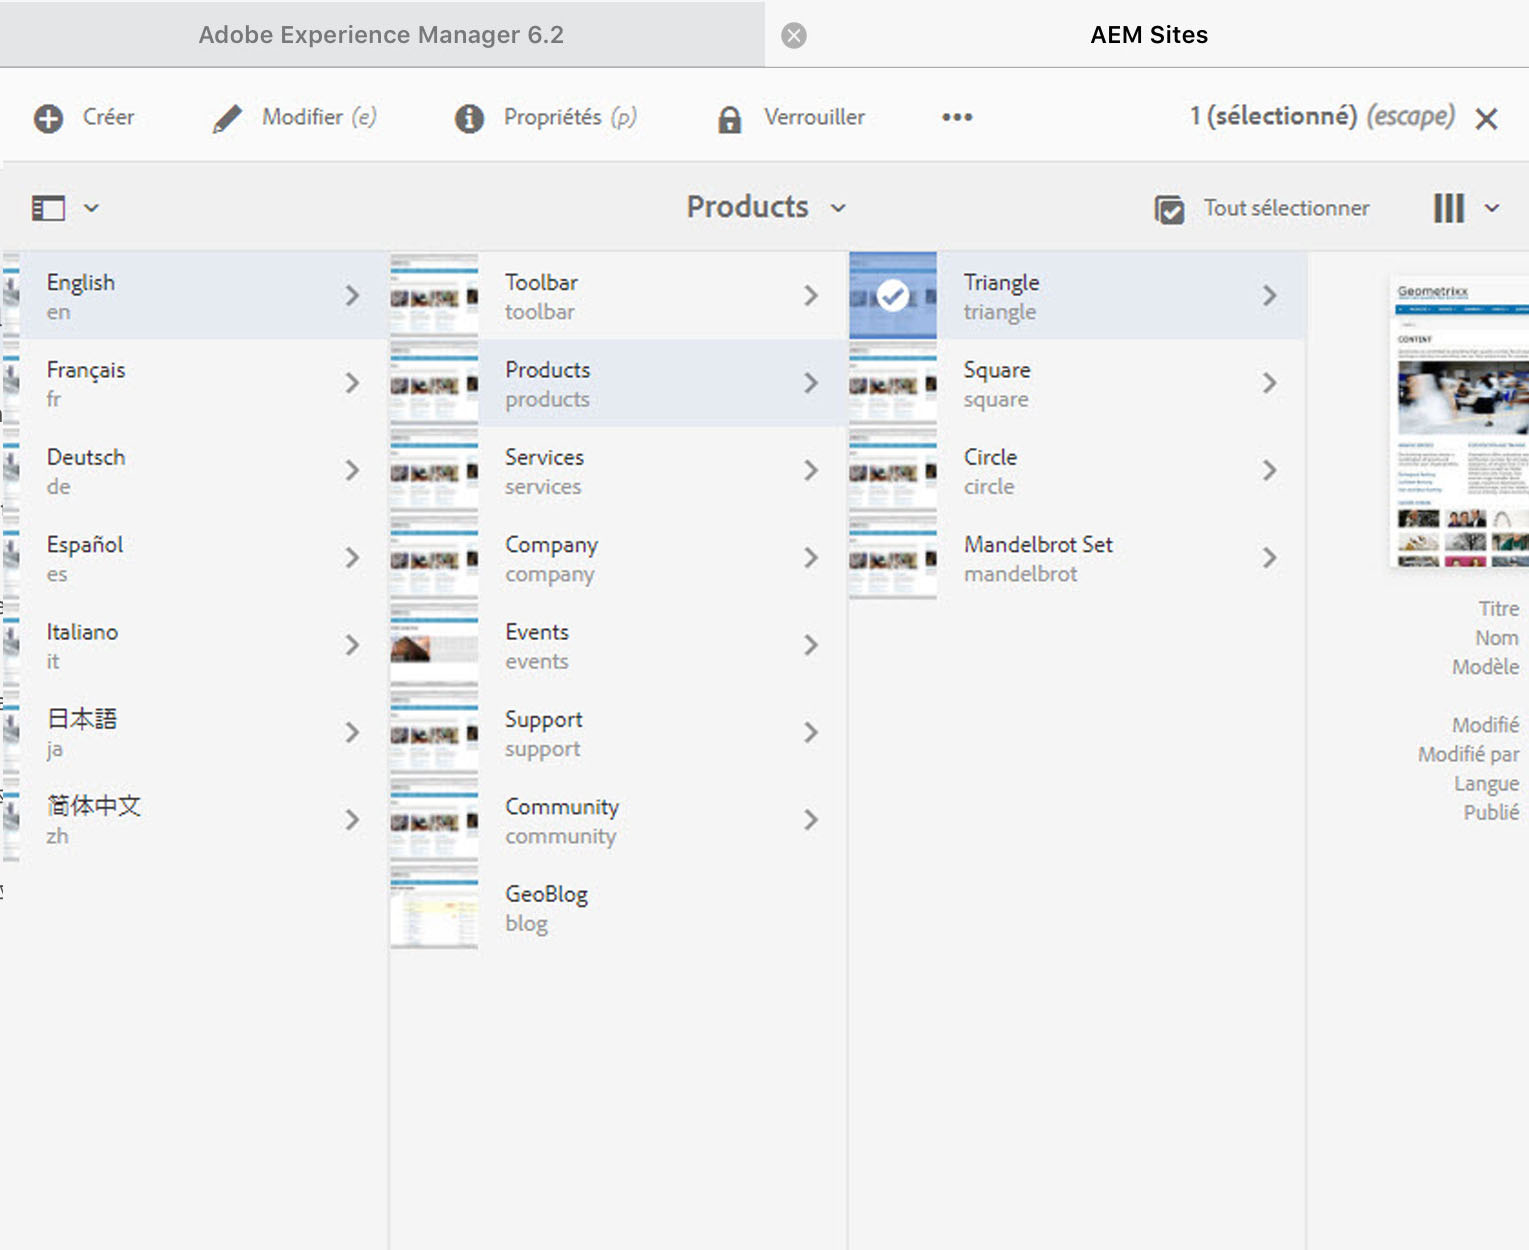 Adobe Experience Manager 6.2
AEM Sites
Créer
Modifier (e)
Propriétés (p)
Verrouiller
1 (sélectionné) (escape)
Products
Tout sélectionner
English
en
Français
fr
Deutsch
de
Español
es
Italiano
it
日本語
ja
简体中文
zh
Toolbar
toolbar
Products
products
Services
services
Company
company
Events
events
Support
support
Community
community
GeoBlog
blog
Triangle
triangle
Square
square
Circle
circle
Mandelbrot Set
mandelbrot
Geometrixx
CONTENT
Titre
Nom
Modèle
Modifié
Modifié par
Langue
Publié